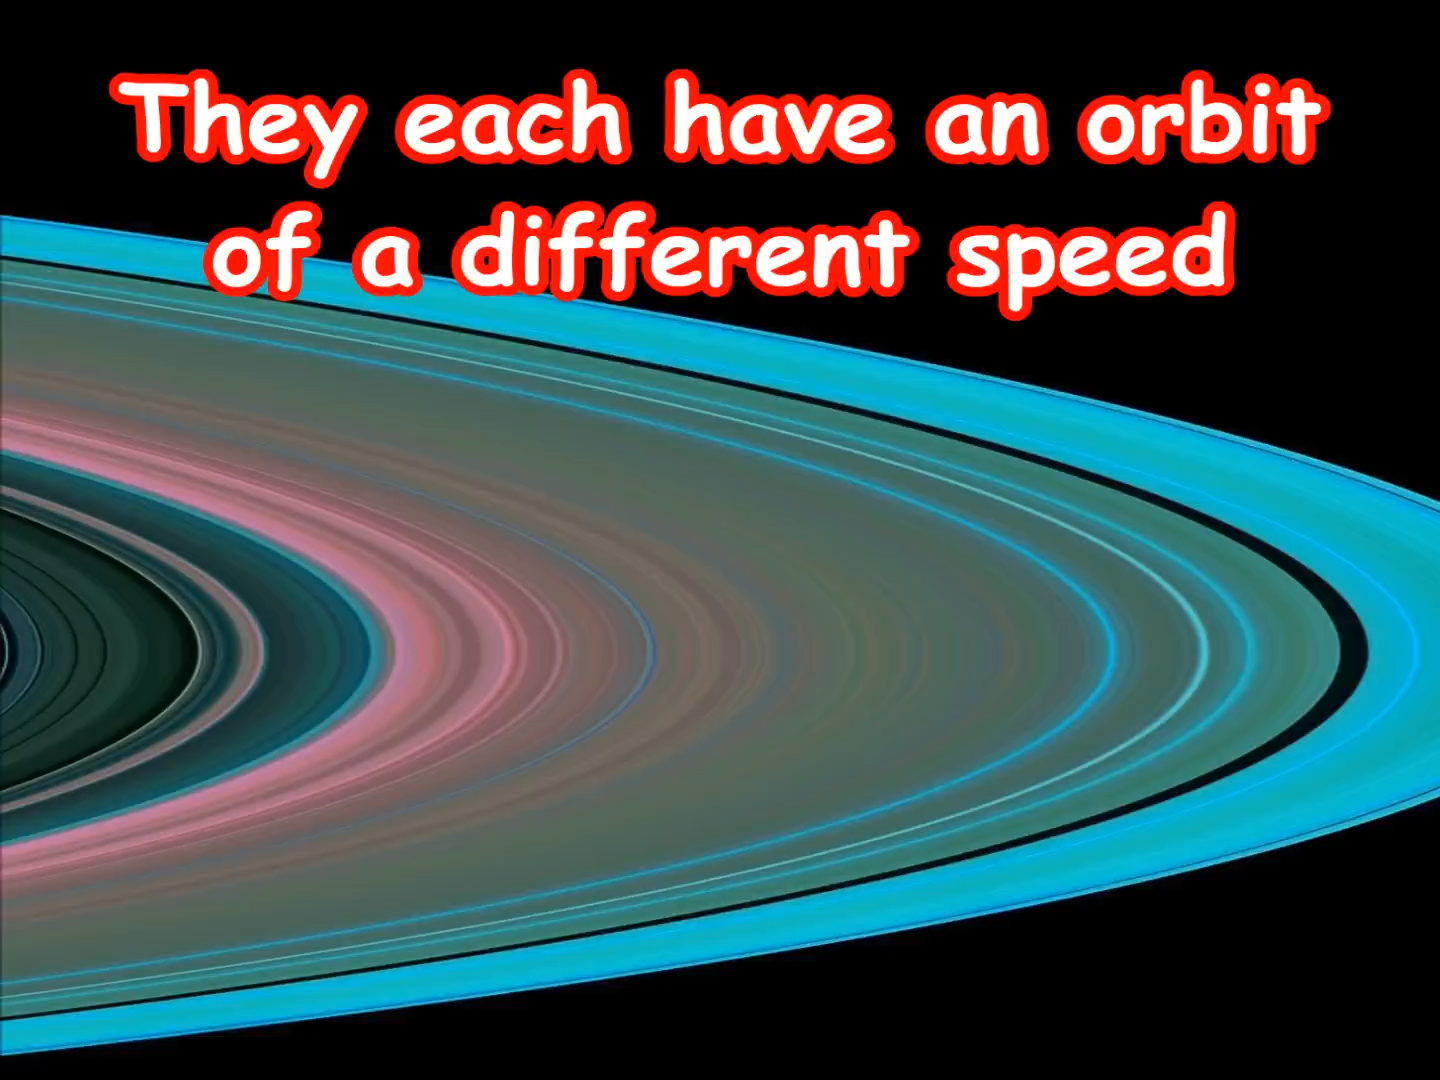 They each have an orbit
of a different speed